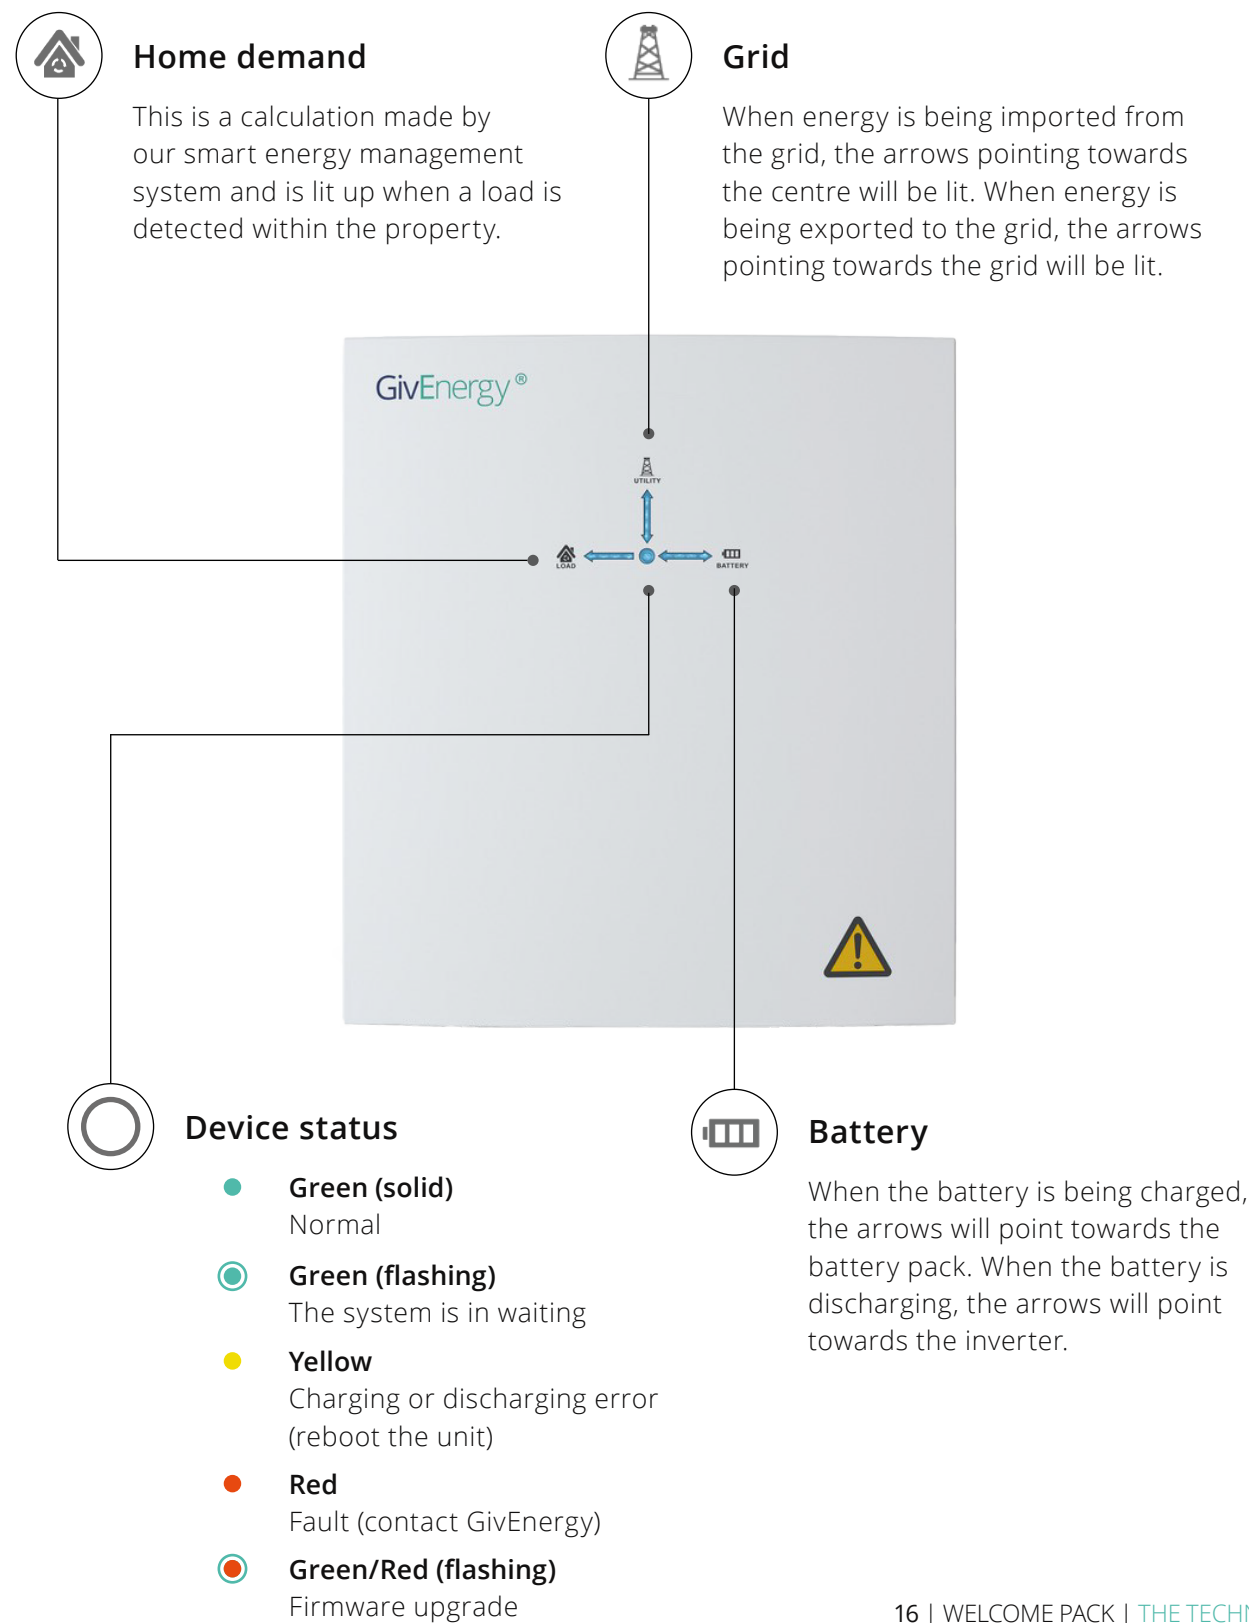 Home demand
This is a calculation made by
our smart energy management
system and is lit up when a load is
detected within the property.
Grid
When energy is being imported from
the grid, the arrows pointing towards
the centre will be lit. When energy is
being exported to the grid, the arrows
pointing towards the grid will be lit.
GivEnergy®
UTILITY
LOAD
BATTERY
Device status
Green (solid)
Normal
Green (flashing)
The system is in waiting
Yellow
Charging or discharging error
(reboot the unit)
Red
Fault (contact GivEnergy)
Green/Red (flashing)
Firmware upgrade
Battery
When the battery is being charged,
the arrows will point towards the
battery pack. When the battery is
discharging, the arrows will point
towards the inverter.
16 | WELCOME PACK | THE TECHN